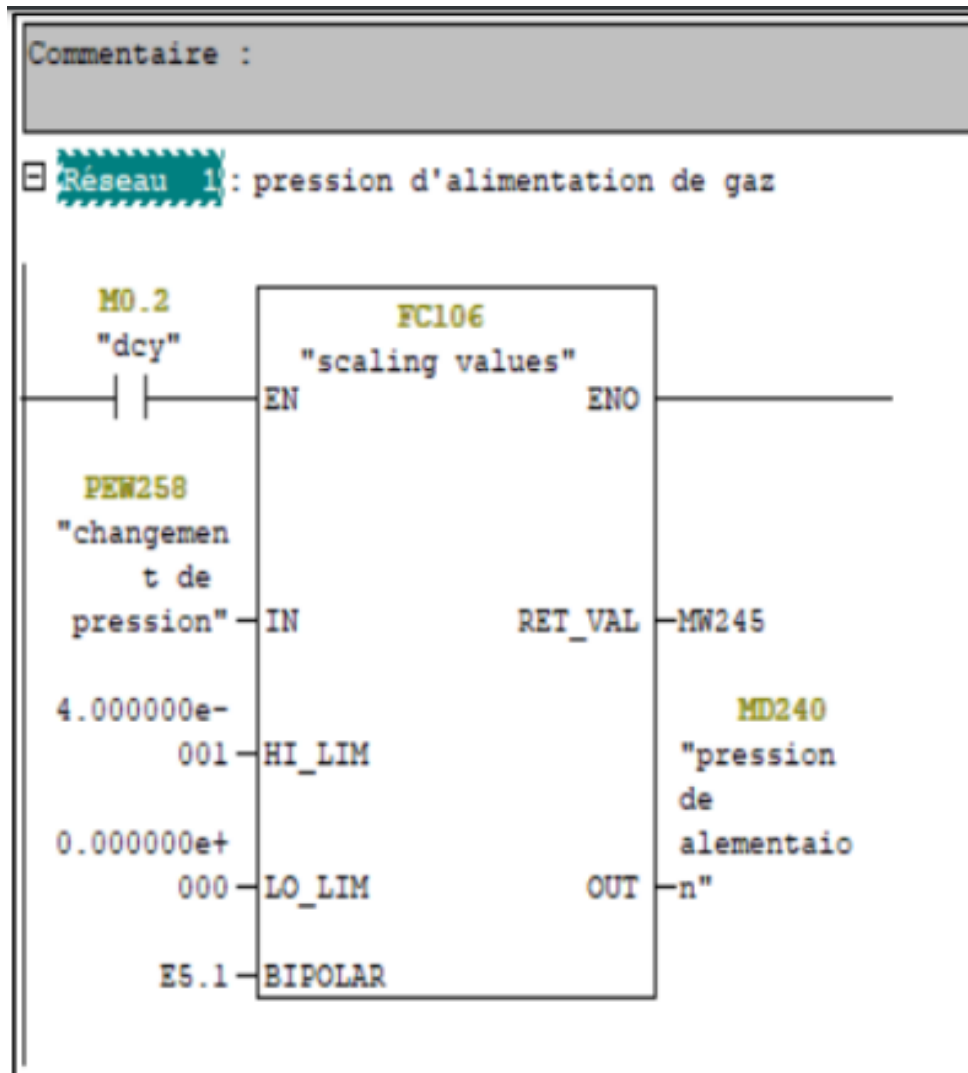 Commentaire :
Réseau 1 : pression d'alimentation de gaz
M0.2
"dcy"
FC106
"scaling values"
EN
ENO
PEW258
"changemen
t de
pression"
IN
RET_VAL
MW245
4.000000e-
001
HI_LIM
MD240
"pression
de
alementaio
n"
0.000000e+
000
LO_LIM
OUT
E5.1
BIPOLAR